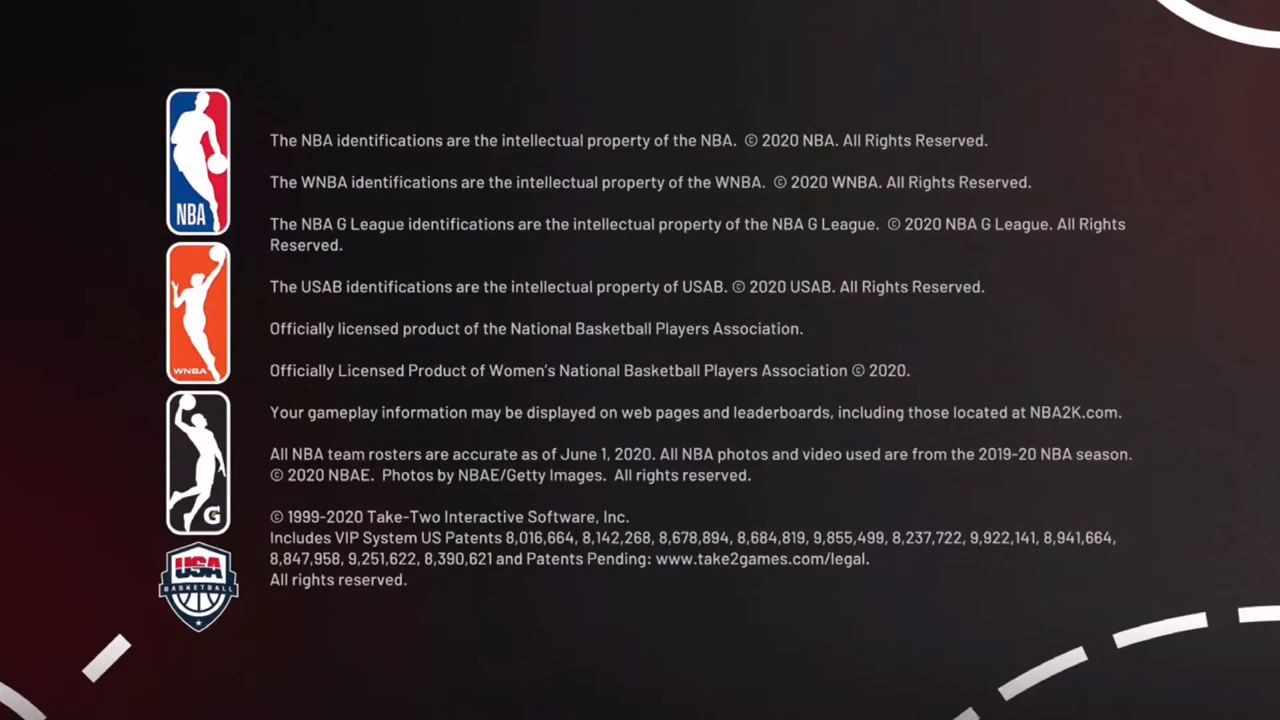 The NBA identifications are the intellectual property of the NBA. © 2020 NBA. All Rights Reserved.
The WNBA identifications are the intellectual property of the WNBA. © 2020 WNBA. All Rights Reserved.
The NBA G League identifications are the intellectual property of the NBA G League. © 2020 NBA G League. All Rights
Reserved.
The USAB identifications are the intellectual property of USAB. © 2020 USAB. All Rights Reserved.
Officially licensed product of the National Basketball Players Association.
Officially Licensed Product of Women's National Basketball Players Association © 2020.
Your gameplay information may be displayed on web pages and leaderboards, including those located at NBA2K.com.
All NBA team rosters are accurate as of June 1, 2020. All NBA photos and video used are from the 2019-20 NBA season.
© 2020 NBAE. Photos by NBAE/Getty Images. All rights reserved.
© 1999-2020 Take-Two Interactive Software, Inc.
Includes VIP System US Patents 8,016,664, 8,142,268, 8,678,894, 8,684,819, 9,855,499, 8,237,722, 9,922,141, 8,941,664,
8,847,958, 9,251,622, 8,390,621 and Patents Pending: www.take2games.com/legal.
All rights reserved.
NBA
WNBA
G
USA
BASKETBALL